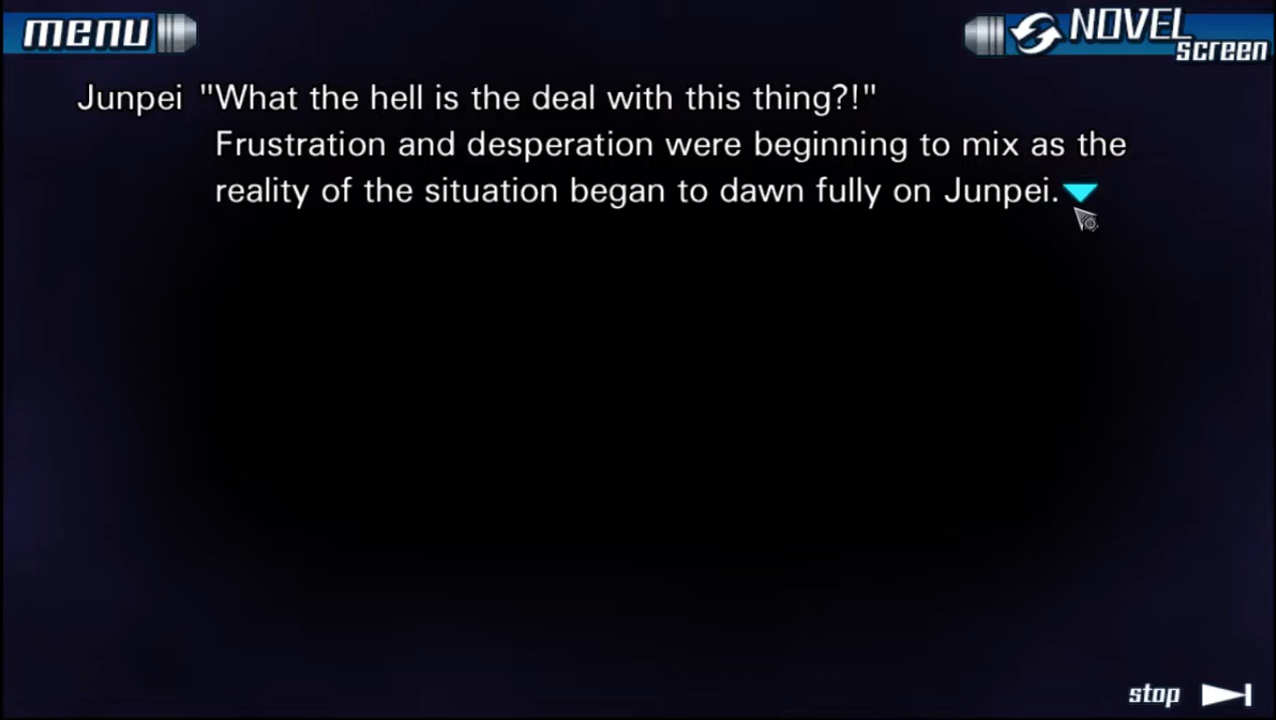 menu
NOVEL
screen
Junpei "What the hell is the deal with this thing?!"
Frustration and desperation were beginning to mix as the
reality of the situation began to dawn fully on Junpei.
stop